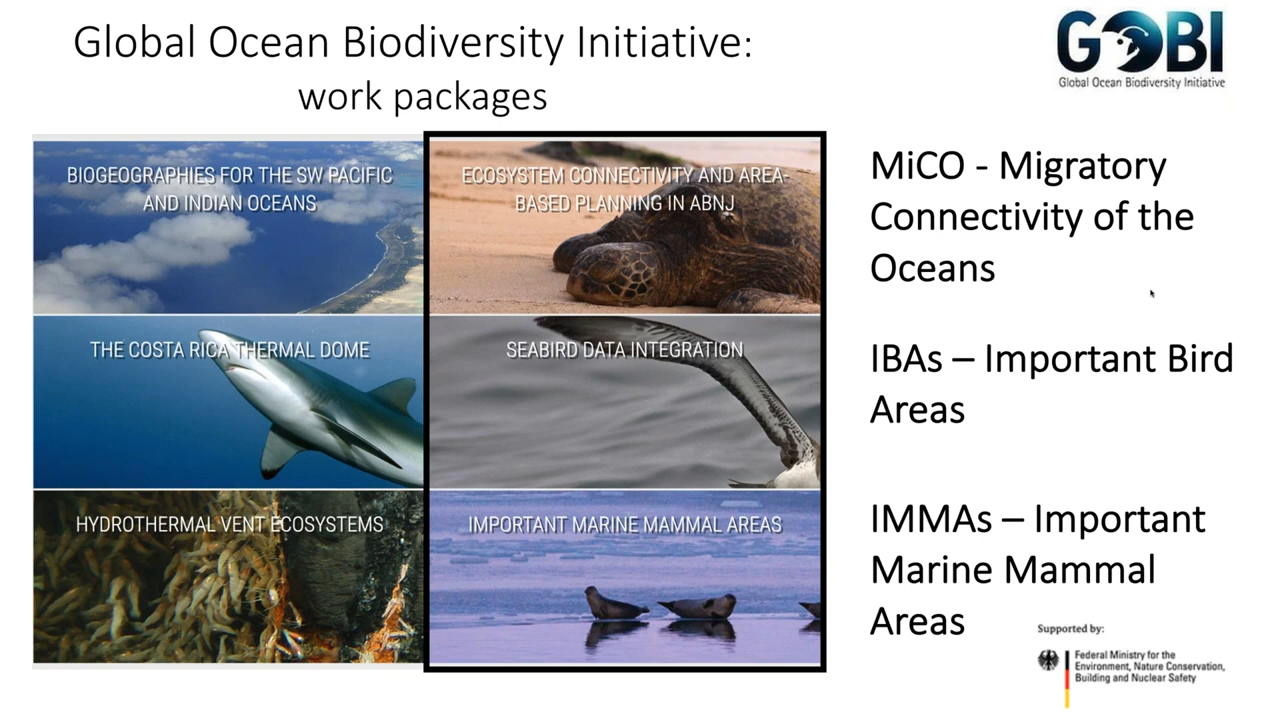 Global Ocean Biodiversity Initiative:
work packages
GOBI
Global Ocean Biodiversity Initiative
BIOGEOGRAPHIES FOR THE SW PACIFIC
AND INDIAN OCEANS
ECOSYSTEM CONNECTIVITY AND AREA-
BASED PLANNING IN ABNJ
THE COSTA RICA THERMAL DOME
SEABIRD DATA INTEGRATION
HYDROTHERMAL VENT ECOSYSTEMS
IMPORTANT MARINE MAMMAL AREAS
MiCO - Migratory
Connectivity of the
Oceans
IBAs – Important Bird
Areas
IMMAs – Important
Marine Mammal
Areas
Supported by:
Federal Ministry for the
Environment, Nature Conservation,
Building and Nuclear Safety